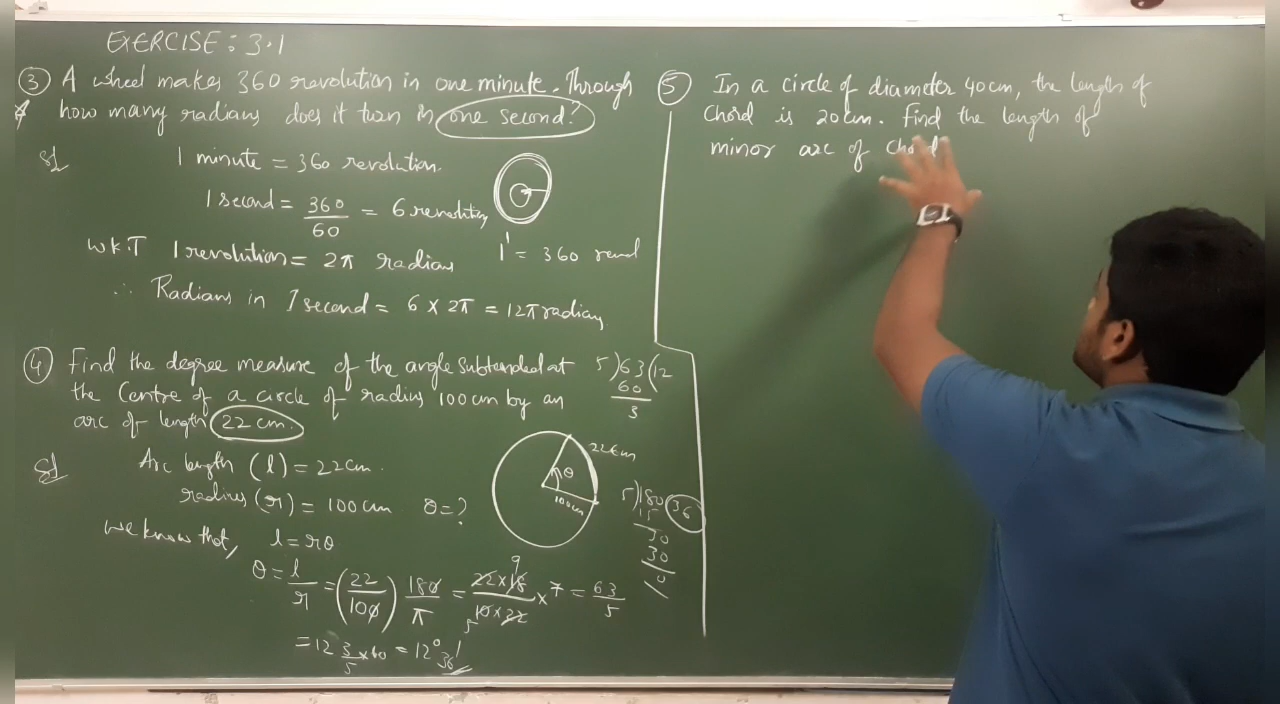 EXERCISE: 3.1
③ A wheel makes 360 revolution in one minute. Through
how many radians does it turn in one second?
Sol
1 minute = 360 revolution.
1 second = 360/60 = 6 revolution
W.K.T 1 revolution = 2π radians
1' = 360 revol
∴ Radians in 1 second = 6 × 2π = 12π radians
④ Find the degree measure of the angle subtended at
the Centre of a circle of radius 100 cm by an
arc of length 22 cm.
5)63(12
60
3
Sol
Arc length (l) = 22cm.
radius (r) = 100cm θ = ?
we know that, l = rθ
θ = l/r = (22/100) 180/π = 22×18/10×22 × 7 = 63/5
9
5
= 12 3/5 × 60 = 12° 36'
22cm
θ
100cm
5)180(36
15
30
30
0
⑤ In a circle of diameter 40cm, the length of
Chord is 20cm. Find the length of
minor arc of Chord